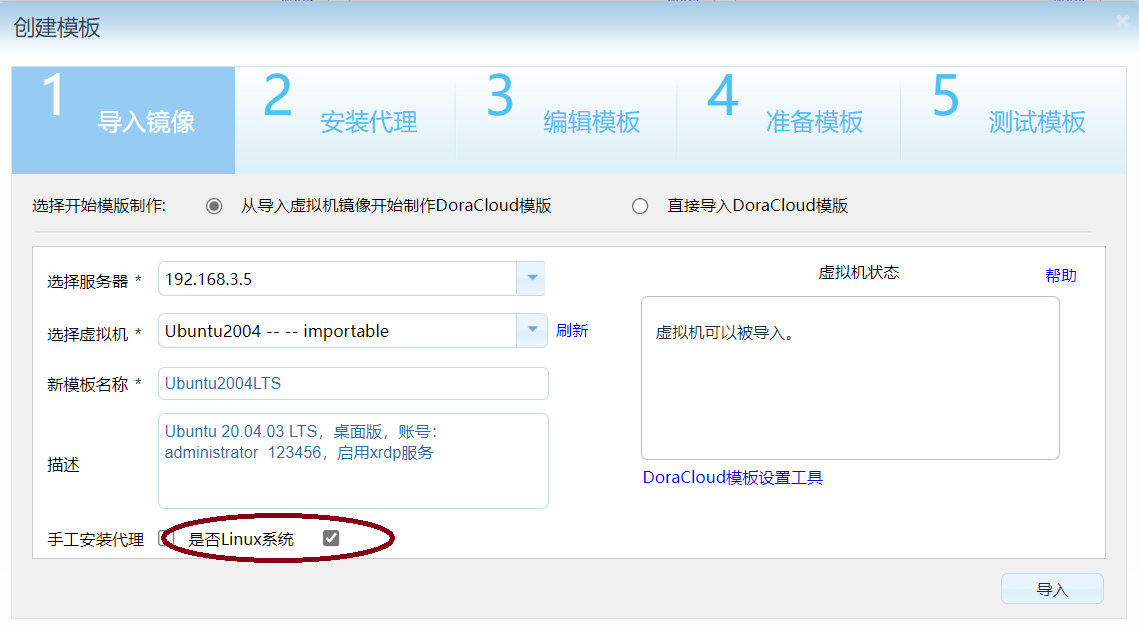 创建模板
1 导入镜像
2 安装代理
3 编辑模板
4 准备模板
5 测试模板
选择开始模版制作: 从导入虚拟机镜像开始制作DoraCloud模版 直接导入DoraCloud模版
选择服务器 * 192.168.3.5
选择虚拟机 * Ubuntu2004 -- -- importable 刷新
新模板名称 * Ubuntu2004LTS
描述 Ubuntu 20.04.03 LTS，桌面版，账号：
administrator 123456，启用xrdp服务
手工安装代理 是否Linux系统
虚拟机状态 帮助
虚拟机可以被导入。
DoraCloud模板设置工具
导入